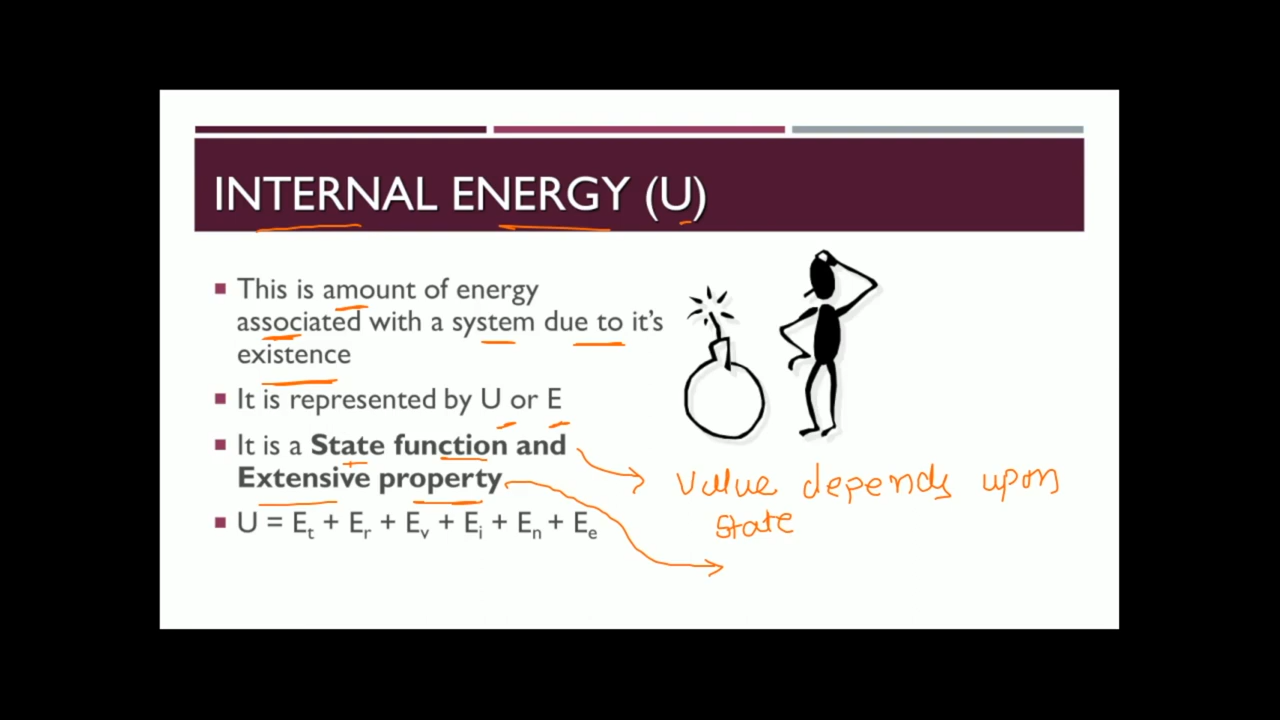 INTERNAL ENERGY (U)
This is amount of energy
associated with a system due to it's
existence
It is represented by U or E
It is a State function and
Extensive property
U = Eₜ + Eᵣ + Eᵥ + Eᵢ + Eₙ + Eₑ
Value depends upon
State